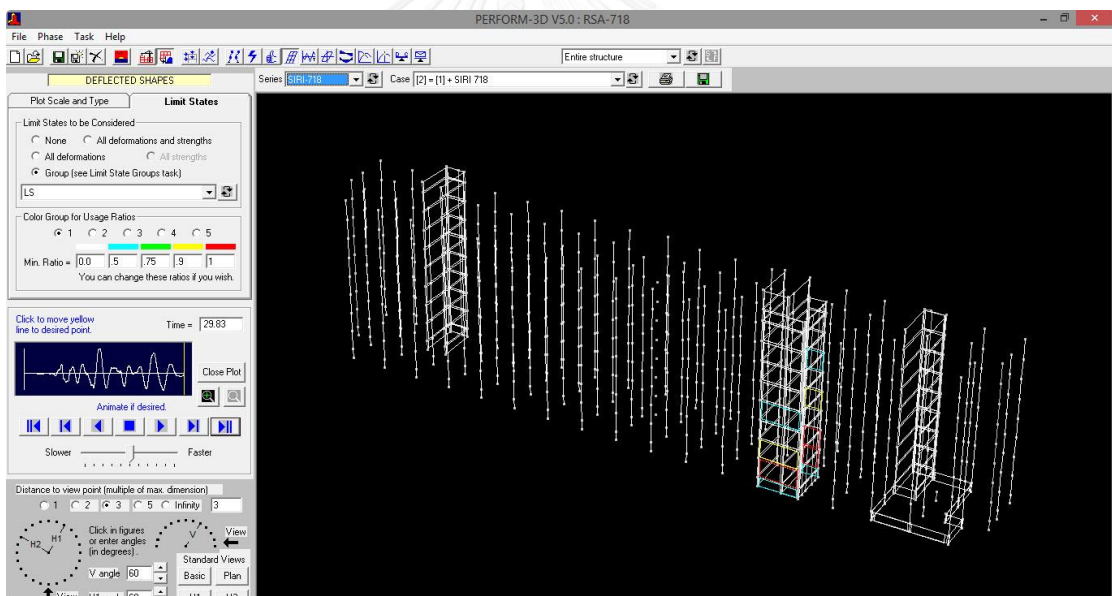 PERFORM-3D V5.0 : RSA-718
File Phase Task Help
Entire structure
DEFLECTED SHAPES
Series SIRI-718 Case [2] = [1] + SIRI 718
Plot Scale and Type Limit States
Limit States to be Considered
None All deformations and strengths
All deformations All strengths
Group (see Limit State Groups task)
LS
Color Group for Usage Ratios
1 2 3 4 5
Min. Ratio = 0.0 .5 .75 .9 1
You can change these ratios if you wish.
Click to move yellow
line to desired point.
Time = 29.83
Close Plot
Animate if desired.
Slower Faster
Distance to view point (multiple of max. dimension)
1 2 3 5 Infinity 3
Click in figures
or enter angles
(in degrees).
H2 H1 V View
Standard Views
V angle 60 Basic Plan
View H1 H2